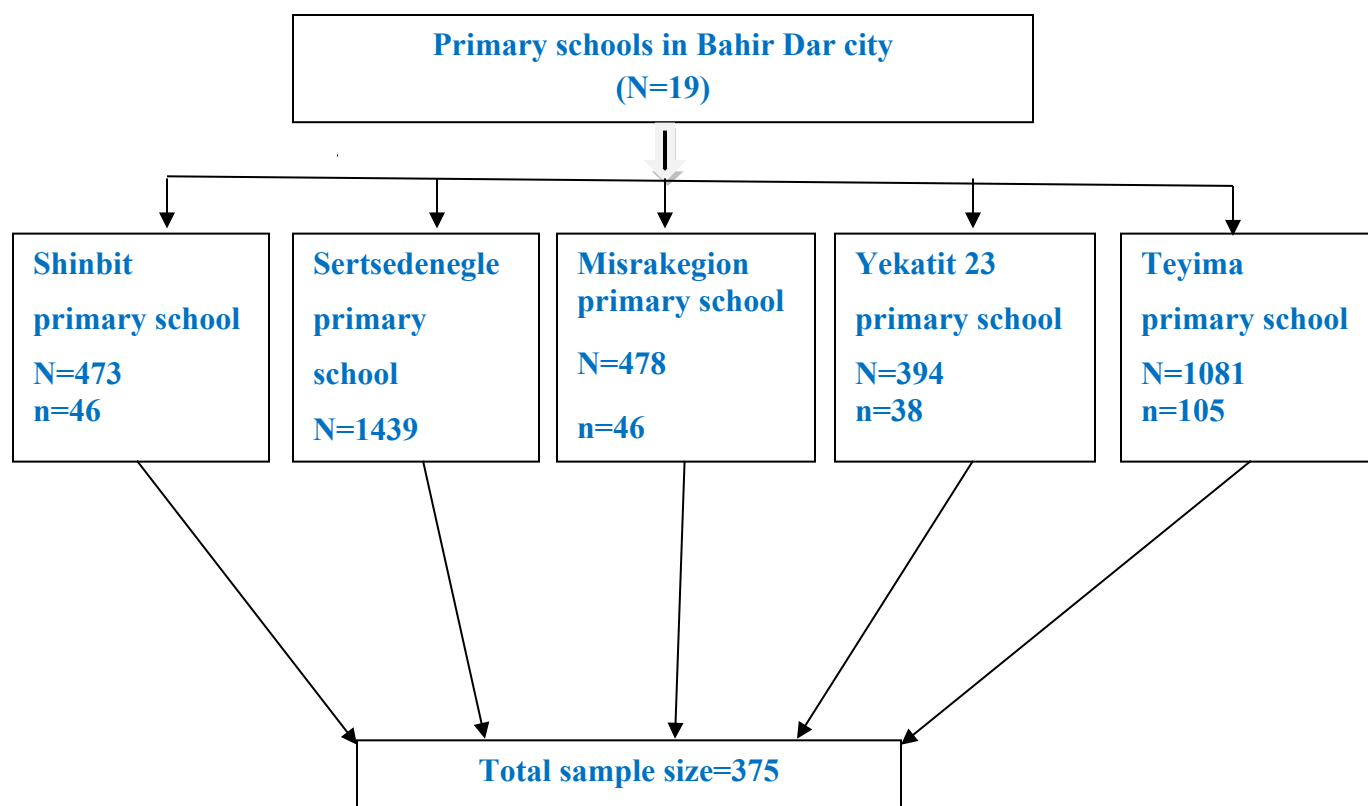 Primary schools in Bahir Dar city
(N=19)
Shinbit
primary school
N=473
n=46
Sertsedenegle
primary
school
N=1439
Misrakegion
primary school
N=478
n=46
Yekatit 23
primary school
N=394
n=38
Teyima
primary school
N=1081
n=105
Total sample size=375